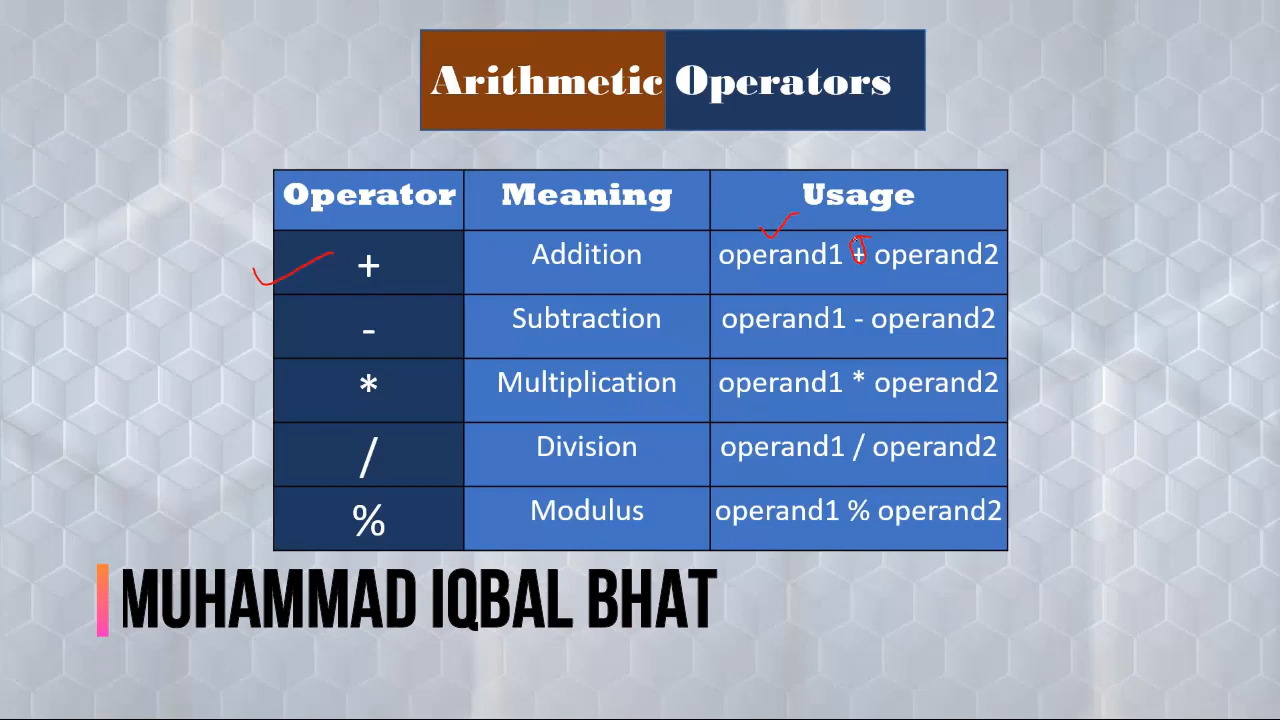 Arithmetic Operators
Operator Meaning Usage
+ Addition operand1 + operand2
- Subtraction operand1 - operand2
* Multiplication operand1 * operand2
/ Division operand1 / operand2
% Modulus operand1 % operand2
MUHAMMAD IQBAL BHAT